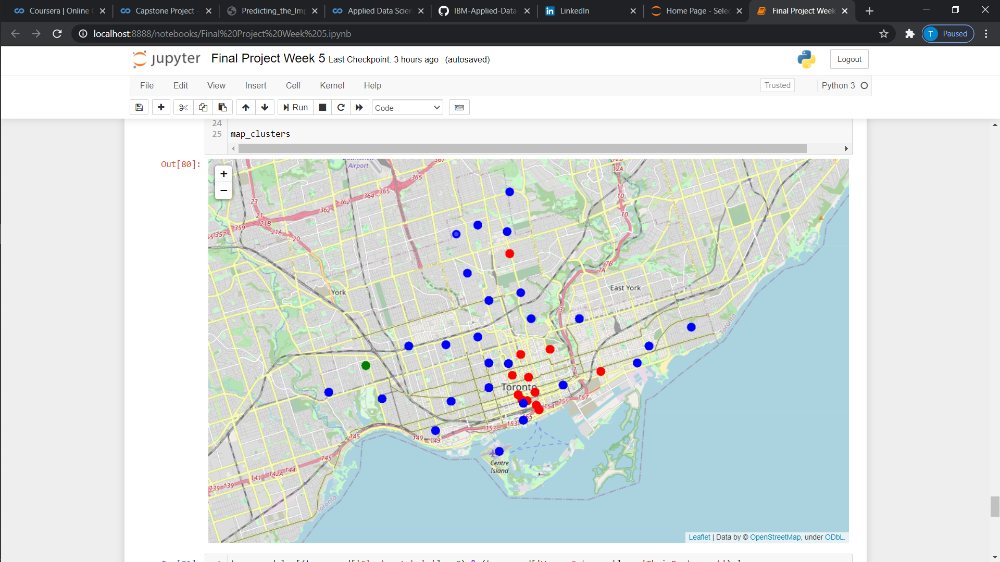 Coursera | Online
Capstone Project -
Predicting_the_Imp
Applied Data Scien
IBM-Applied-Data-
LinkedIn
Home Page - Selec
Final Project Week
localhost:8888/notebooks/Final%20Project%20Week%205.ipynb
T Paused
jupyter Final Project Week 5 Last Checkpoint: 3 hours ago (autosaved)
Logout
File Edit View Insert Cell Kernel Help
Trusted
Python 3
Run
Code
24
25 map_clusters
Out[80]:
+
−
Airport
367
12A
365
11
365
364
362
10
23
362
21
10
21B
359
21A
357
20
7B
7A
York
East York
3
Toronto
1
Toronto
157
155
154
153
153
149
149
145
145
Centre
Island
144
142A
141
139
139
Toronto
Leaflet | Data by © OpenStreetMap, under ODbL.